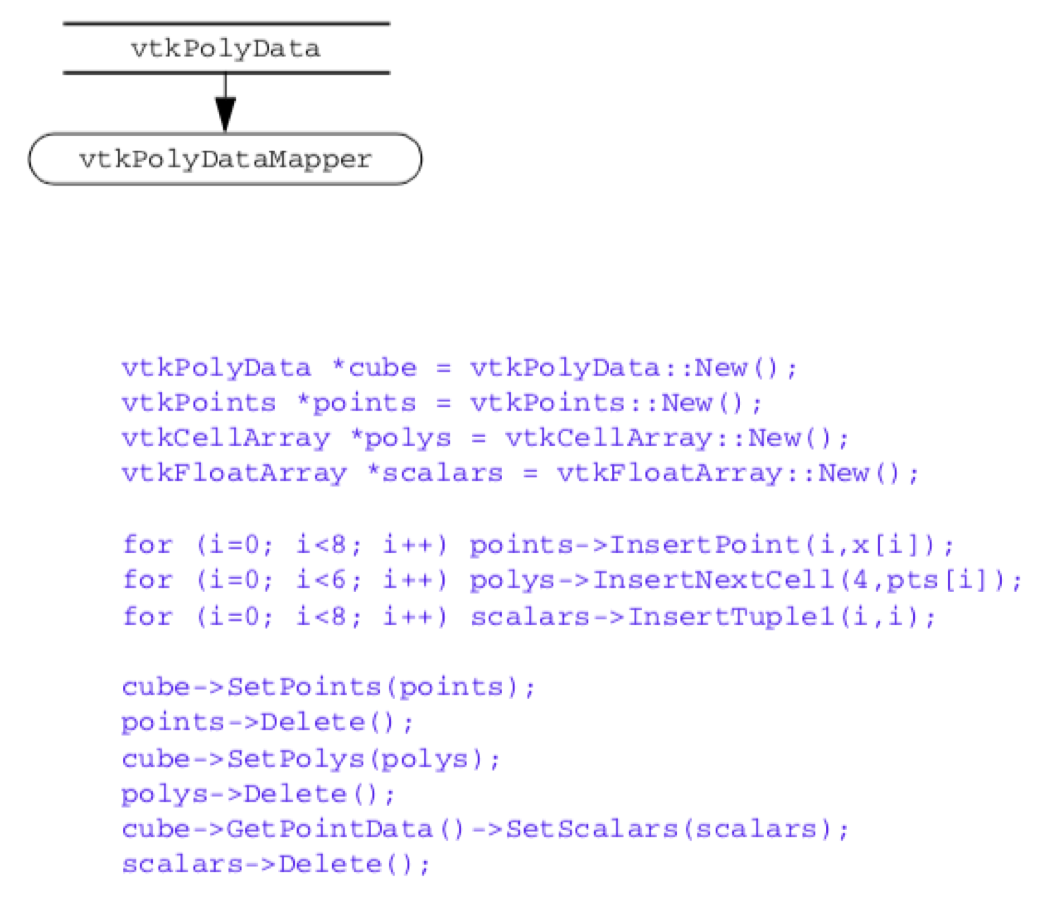 vtkPolyData
vtkPolyDataMapper
vtkPolyData *cube = vtkPolyData::New();
vtkPoints *points = vtkPoints::New();
vtkCellArray *polys = vtkCellArray::New();
vtkFloatArray *scalars = vtkFloatArray::New();
for (i=0; i<8; i++) points->InsertPoint(i,x[i]);
for (i=0; i<6; i++) polys->InsertNextCell(4,pts[i]);
for (i=0; i<8; i++) scalars->InsertTuple1(i,i);
cube->SetPoints(points);
points->Delete();
cube->SetPolys(polys);
polys->Delete();
cube->GetPointData()->SetScalars(scalars);
scalars->Delete();